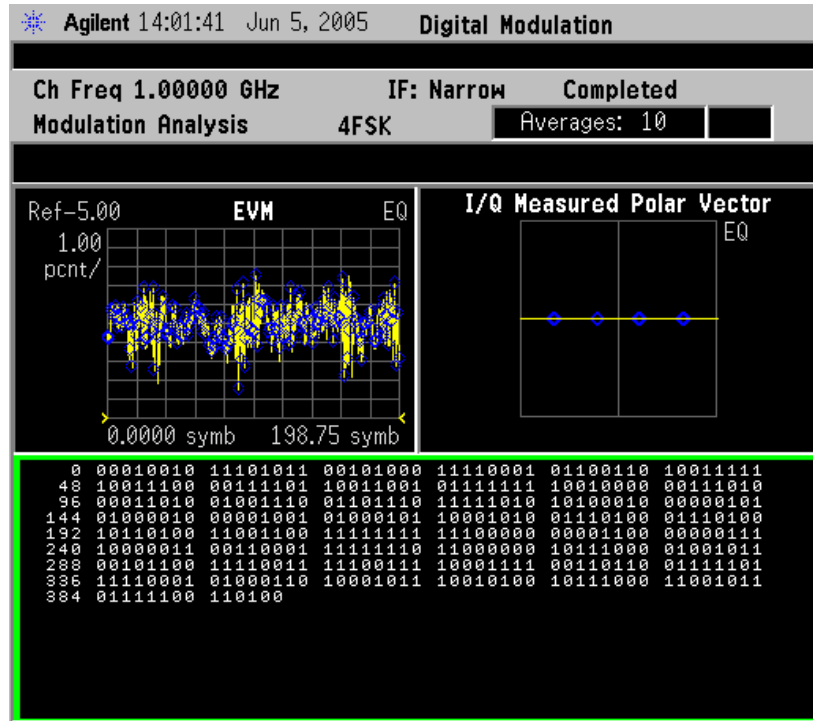 Agilent 14:01:41 Jun 5, 2005 Digital Modulation
Ch Freq 1.00000 GHz IF: Narrow Completed
Modulation Analysis 4FSK Averages: 10
Ref-5.00 EVM EQ
1.00
pcnt/
0.0000 symb 198.75 symb
I/Q Measured Polar Vector
EQ
0 00010010 11101011 00101000 11110001 01100110 10011111
48 10011100 00111101 10011001 01111111 10010000 00111010
96 00011010 01001110 01101110 11111010 10100010 00000101
144 01000010 00001001 01000101 10001010 01110100 01110100
192 10110100 11001100 11111111 11100000 00001100 00000111
240 10000011 00110001 11111110 11000000 10111000 01001011
288 00101100 11110011 11100111 10001111 00110110 01111101
336 11110001 01000110 10001011 10010100 10111000 11001011
384 01111100 110100